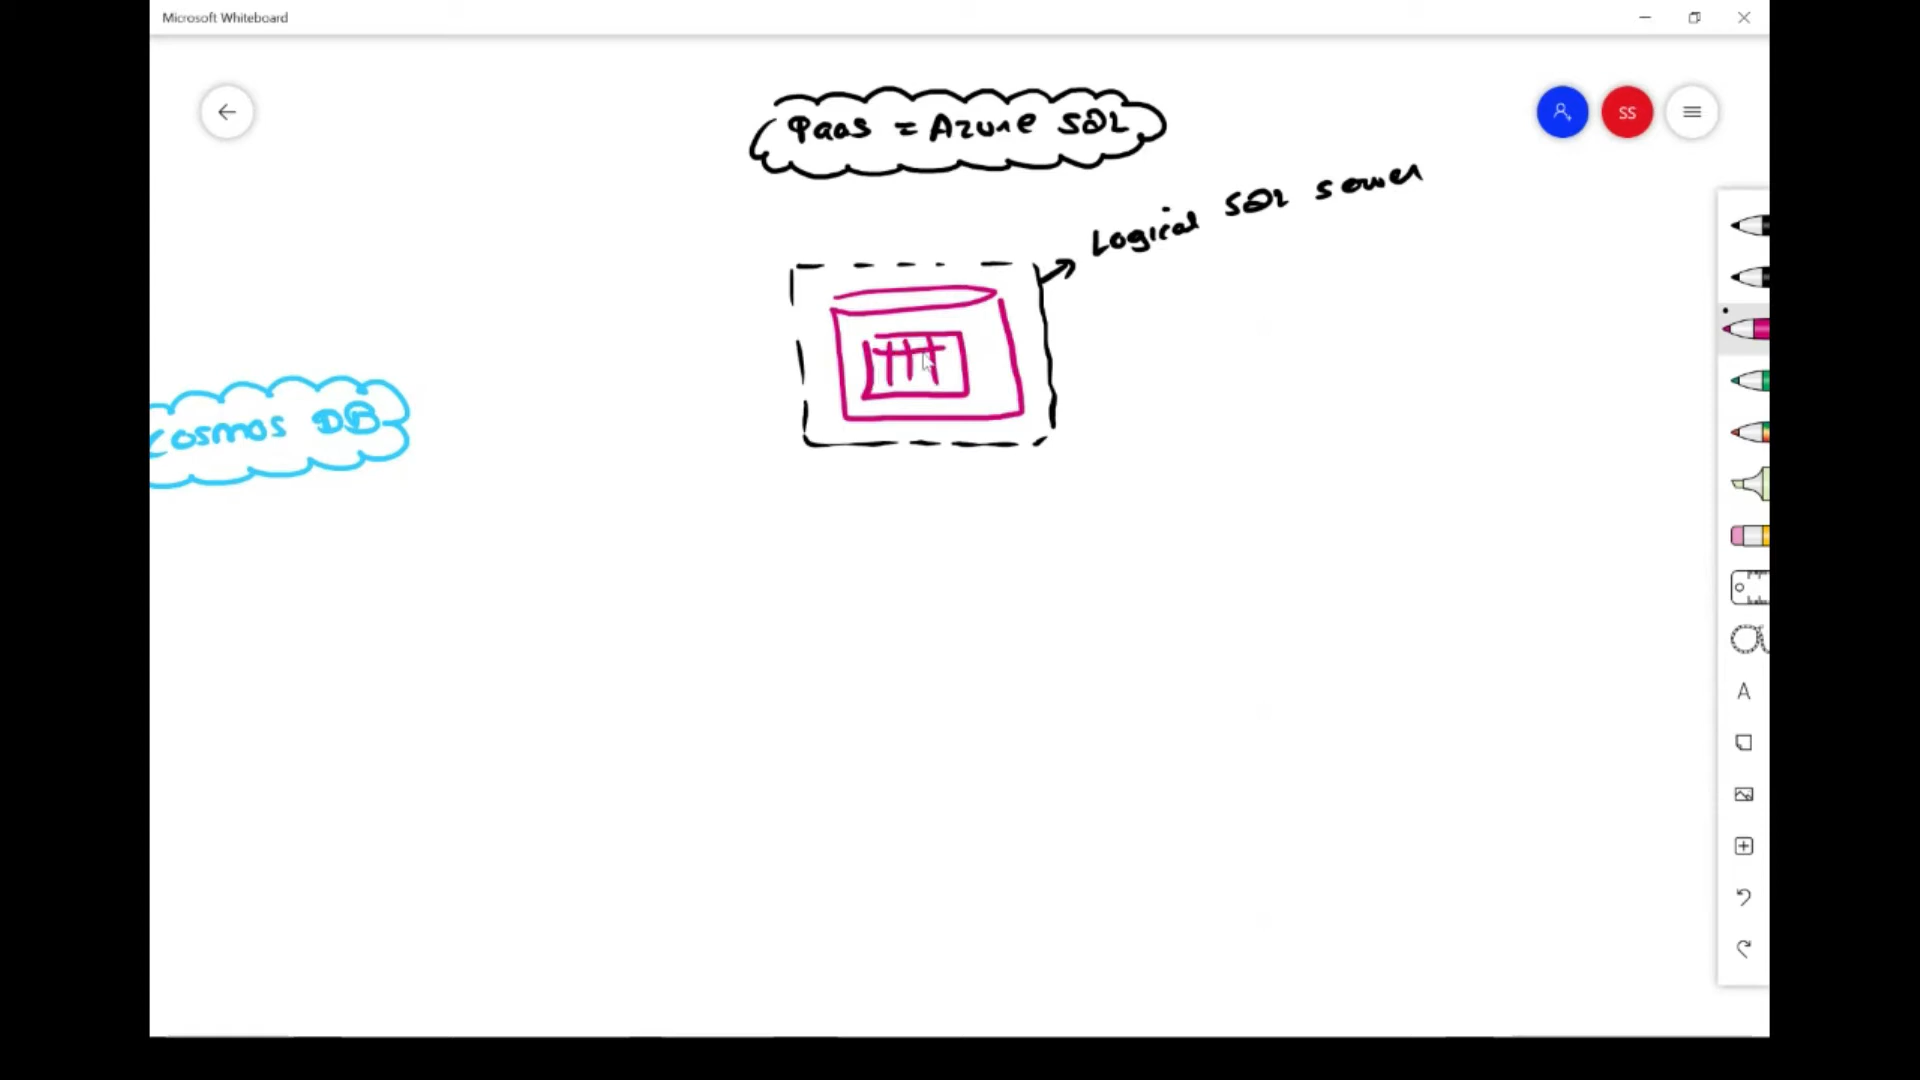 Microsoft Whiteboard
PaaS = Azure SQL
SS
Logical SQL Server
Cosmos DB
A